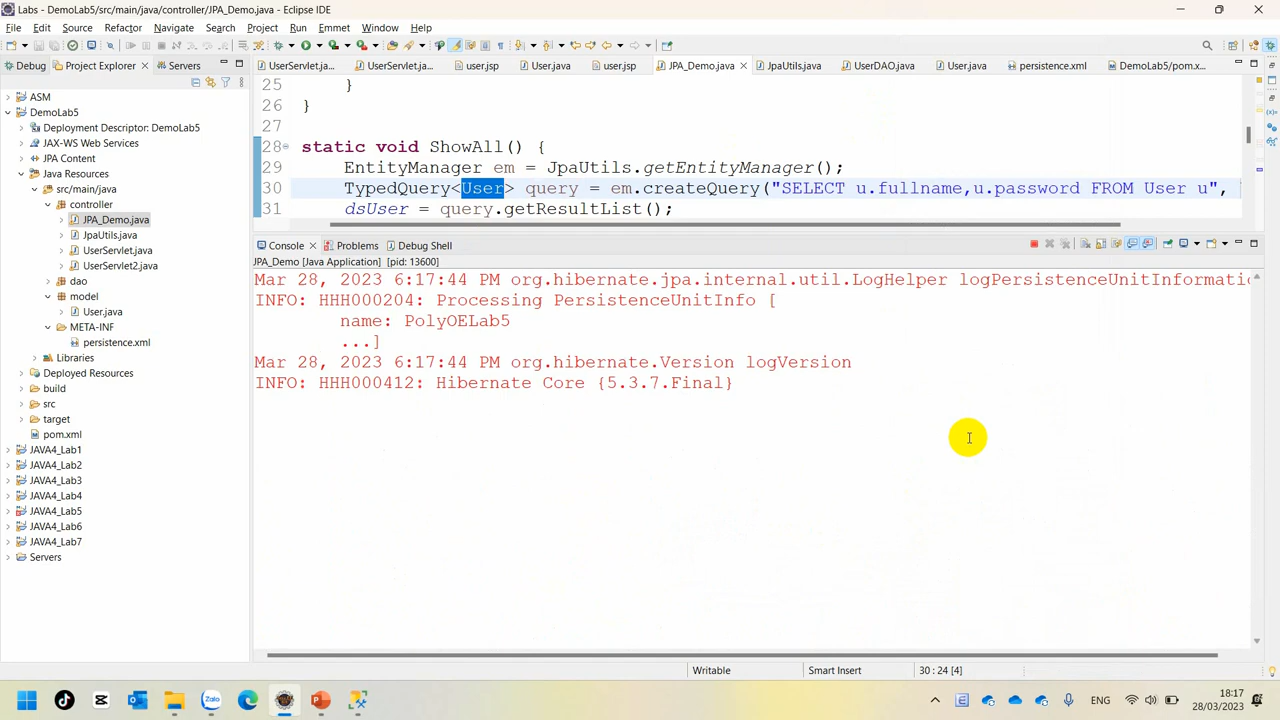 Labs - DemoLab5/src/main/java/controller/JPA_Demo.java - Eclipse IDE
File Edit Source Refactor Navigate Search Project Run Emmet Window Help
Debug Project Explorer Servers
UserServlet.ja... UserServlet.ja... user.jsp User.java user.jsp JPA_Demo.java JpaUtils.java UserDAO.java User.java persistence.xml DemoLab5/pom.x...
ASM
DemoLab5
Deployment Descriptor: DemoLab5
JAX-WS Web Services
JPA Content
Java Resources
src/main/java
controller
JPA_Demo.java
JpaUtils.java
UserServlet.java
UserServlet2.java
dao
model
User.java
META-INF
persistence.xml
Libraries
Deployed Resources
build
src
target
pom.xml
JAVA4_Lab1
JAVA4_Lab2
JAVA4_Lab3
JAVA4_Lab4
JAVA4_Lab5
JAVA4_Lab6
JAVA4_Lab7
Servers
25 }
26 }
27
28 static void ShowAll() {
29 EntityManager em = JpaUtils.getEntityManager();
30 TypedQuery<User> query = em.createQuery("SELECT u.fullname,u.password FROM User u",
31 dsUser = query.getResultList();
Console Problems Debug Shell
JPA_Demo [Java Application] [pid: 13600]
Mar 28, 2023 6:17:44 PM org.hibernate.jpa.internal.util.LogHelper logPersistenceUnitInformatic
INFO: HHH000204: Processing PersistenceUnitInfo [
name: PolyOELab5
...]
Mar 28, 2023 6:17:44 PM org.hibernate.Version logVersion
INFO: HHH000412: Hibernate Core {5.3.7.Final}
Writable Smart Insert 30 : 24 [4]
Zalo
ENG
18:17
28/03/2023